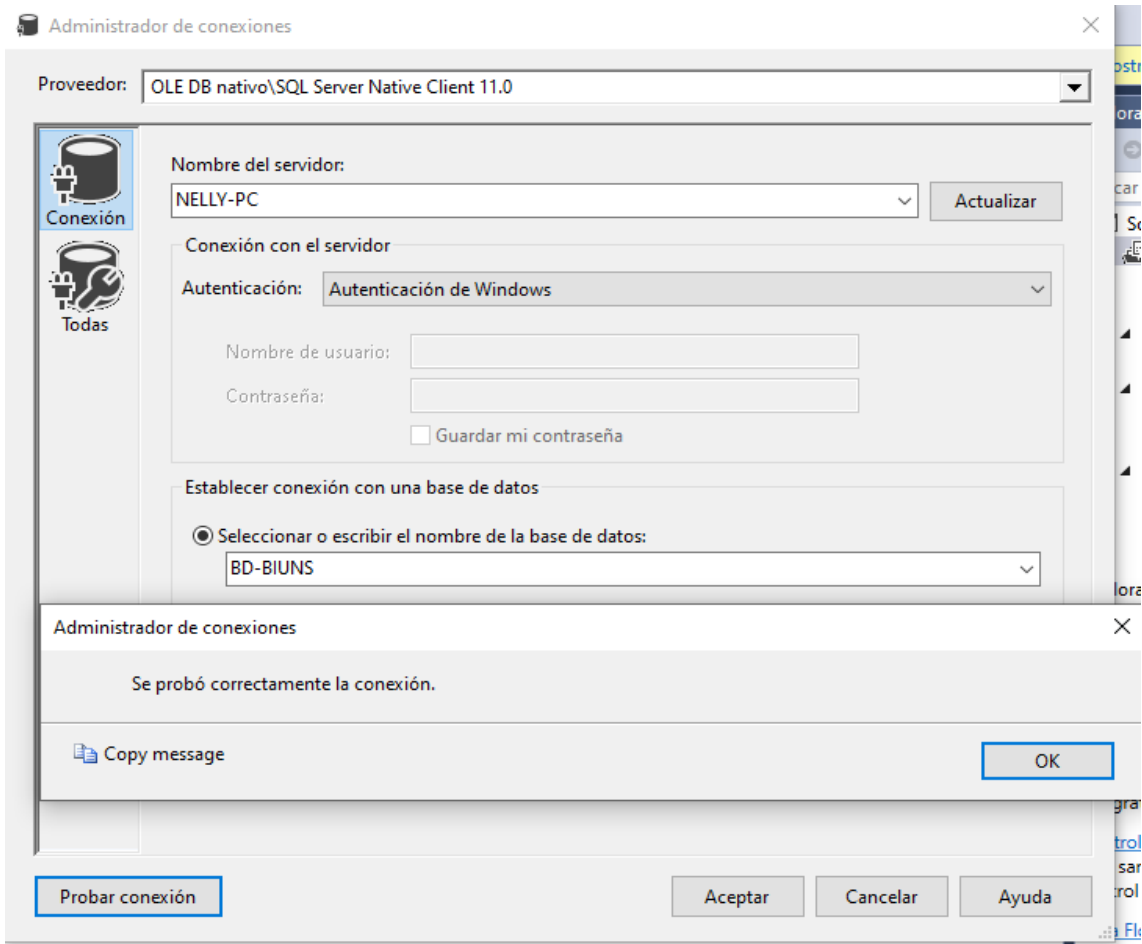 Administrador de conexiones
Proveedor: OLE DB nativo\SQL Server Native Client 11.0
Conexión
Todas
Nombre del servidor:
NELLY-PC Actualizar
Conexión con el servidor
Autenticación: Autenticación de Windows
Nombre de usuario:
Contraseña:
Guardar mi contraseña
Establecer conexión con una base de datos
Seleccionar o escribir el nombre de la base de datos:
BD-BIUNS
Administrador de conexiones
Se probó correctamente la conexión.
Copy message OK
Probar conexión Aceptar Cancelar Ayuda